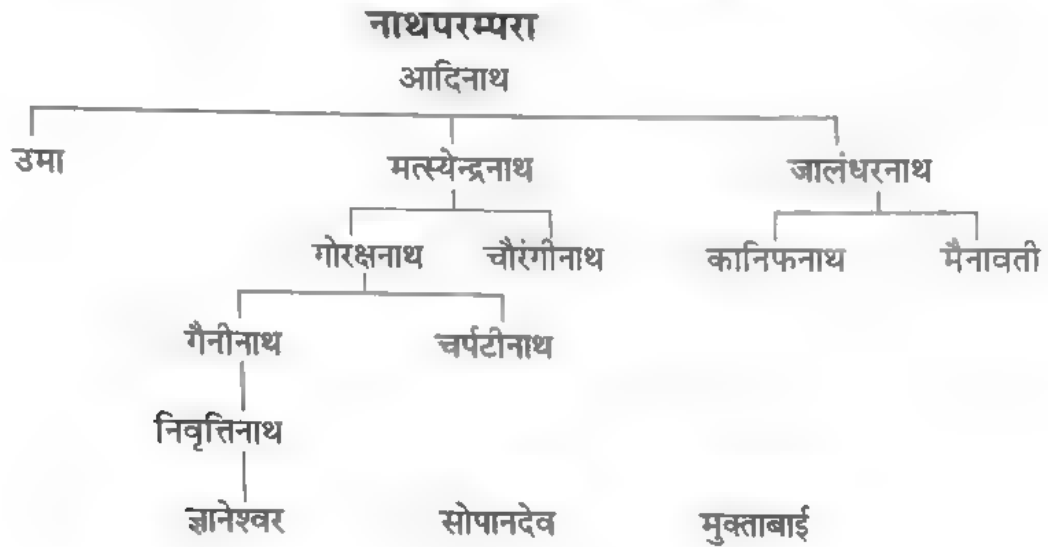 नाथपरम्परा
आदिनाथ
उमा मत्स्येन्द्रनाथ जालंधरनाथ
गोरक्षनाथ चौरंगीनाथ कानिफनाथ मैनावती
गैनीनाथ चर्पटीनाथ
निवृत्तिनाथ
ज्ञानेश्वर सोपानदेव मुक्ताबाई